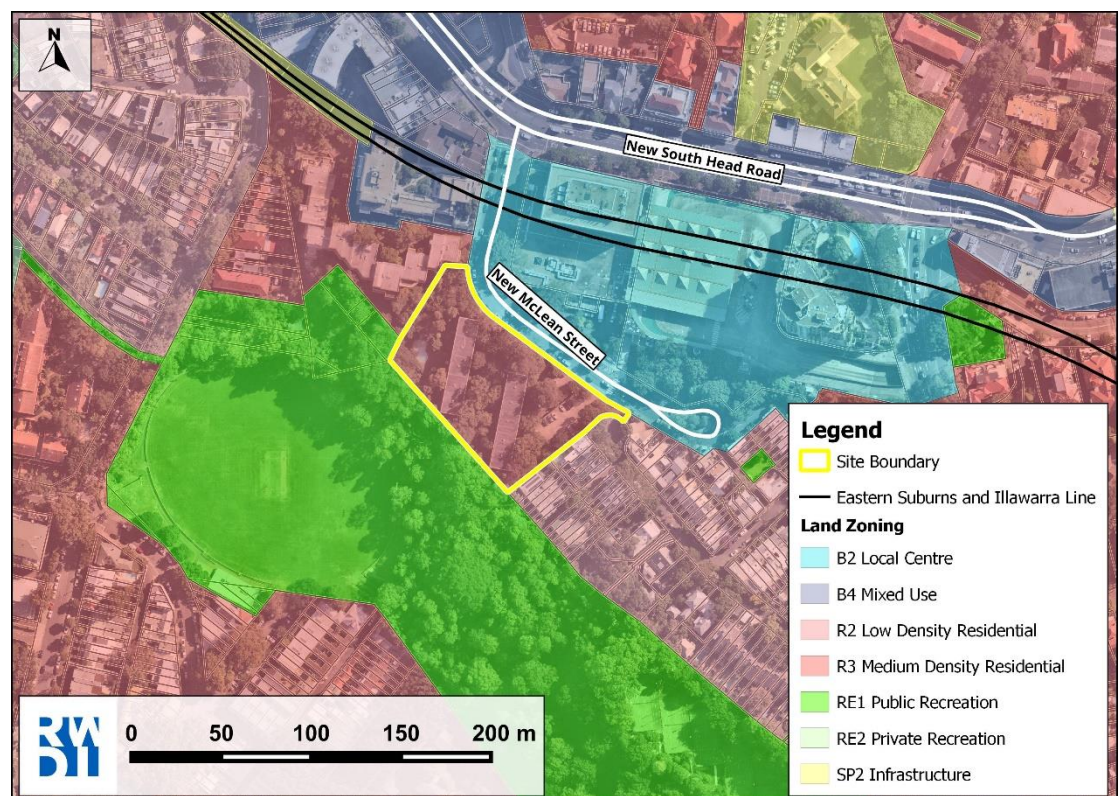 N
New South Head Road
New McLean Street
Legend
Site Boundary
Eastern Suburns and Illawarra Line
Land Zoning
B2 Local Centre
B4 Mixed Use
R2 Low Density Residential
R3 Medium Density Residential
RE1 Public Recreation
RE2 Private Recreation
SP2 Infrastructure
RWDI
0 50 100 150 200 m